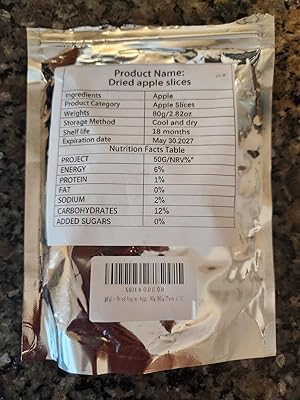 Product Name:
Dried apple slices
Ingredients Apple
Product Category Apple Slices
Weights 80g/2.82oz
Storage Method Cool and dry
Shelf life 18 months
Expiration date May 30.2027
Nutrition Facts Table
PROJECT 50G/NRV%*
ENERGY 6%
PROTEIN 1%
FAT 0%
SODIUM 2%
CARBOHYDRATES 12%
ADDED SUGARS 0%